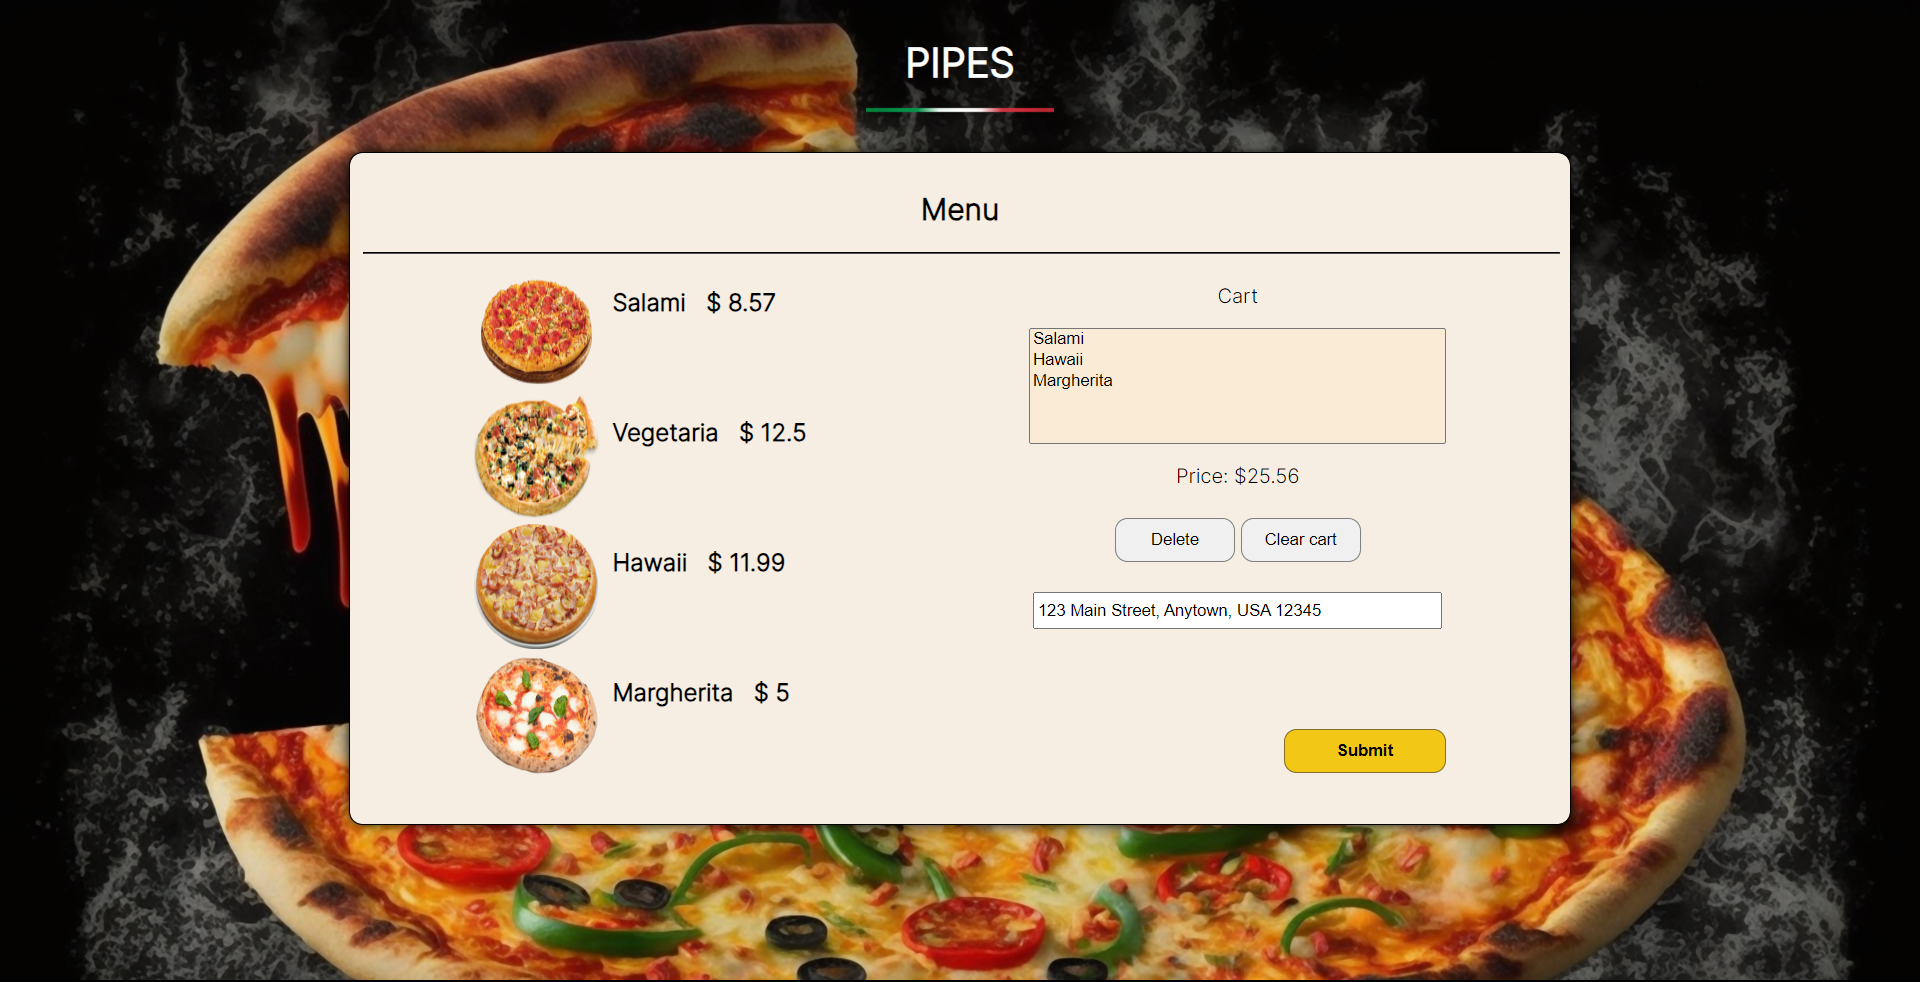 PIPES
Menu
Salami $ 8.57
Vegetaria $ 12.5
Hawaii $ 11.99
Margherita $ 5
Cart
Salami
Hawaii
Margherita
Price: $25.56
Delete Clear cart
123 Main Street, Anytown, USA 12345
Submit